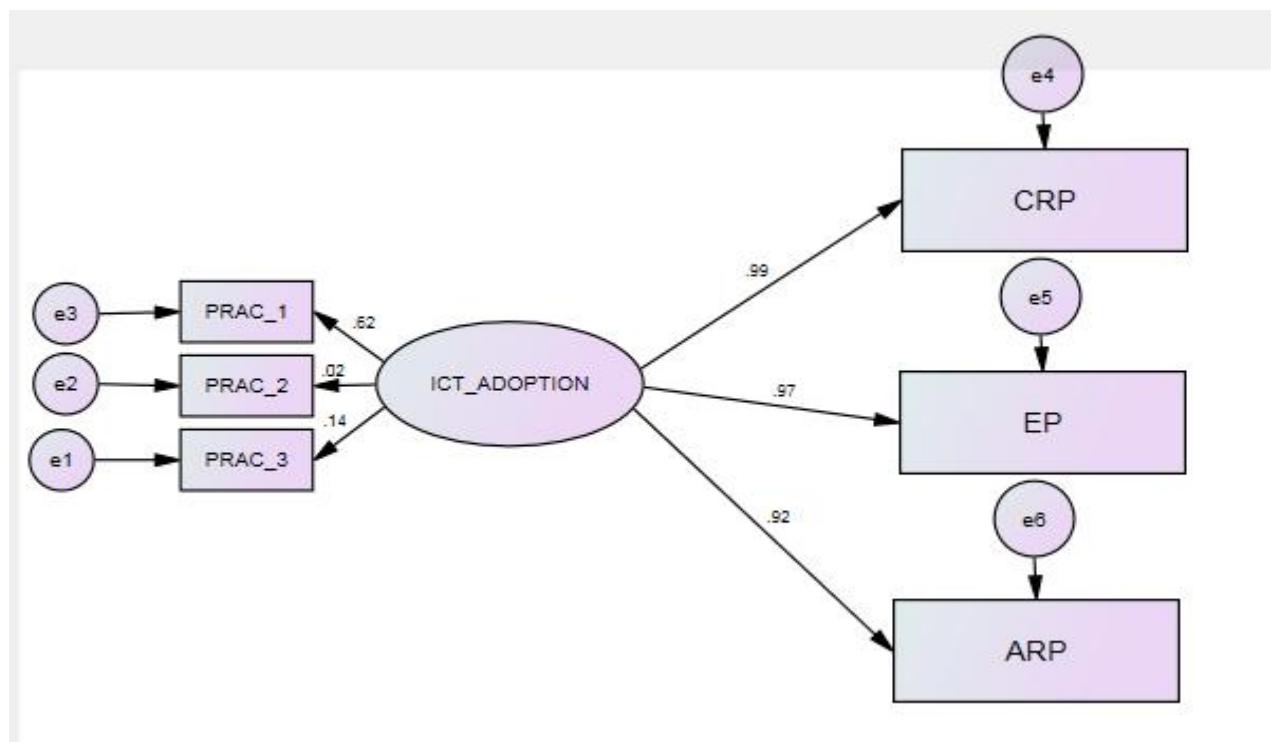 e4
CRP
.99
e5
e3
PRAC_1
.62
e2
PRAC_2
.02
ICT_ADOPTION
.97
EP
.14
e1
PRAC_3
.92
e6
ARP